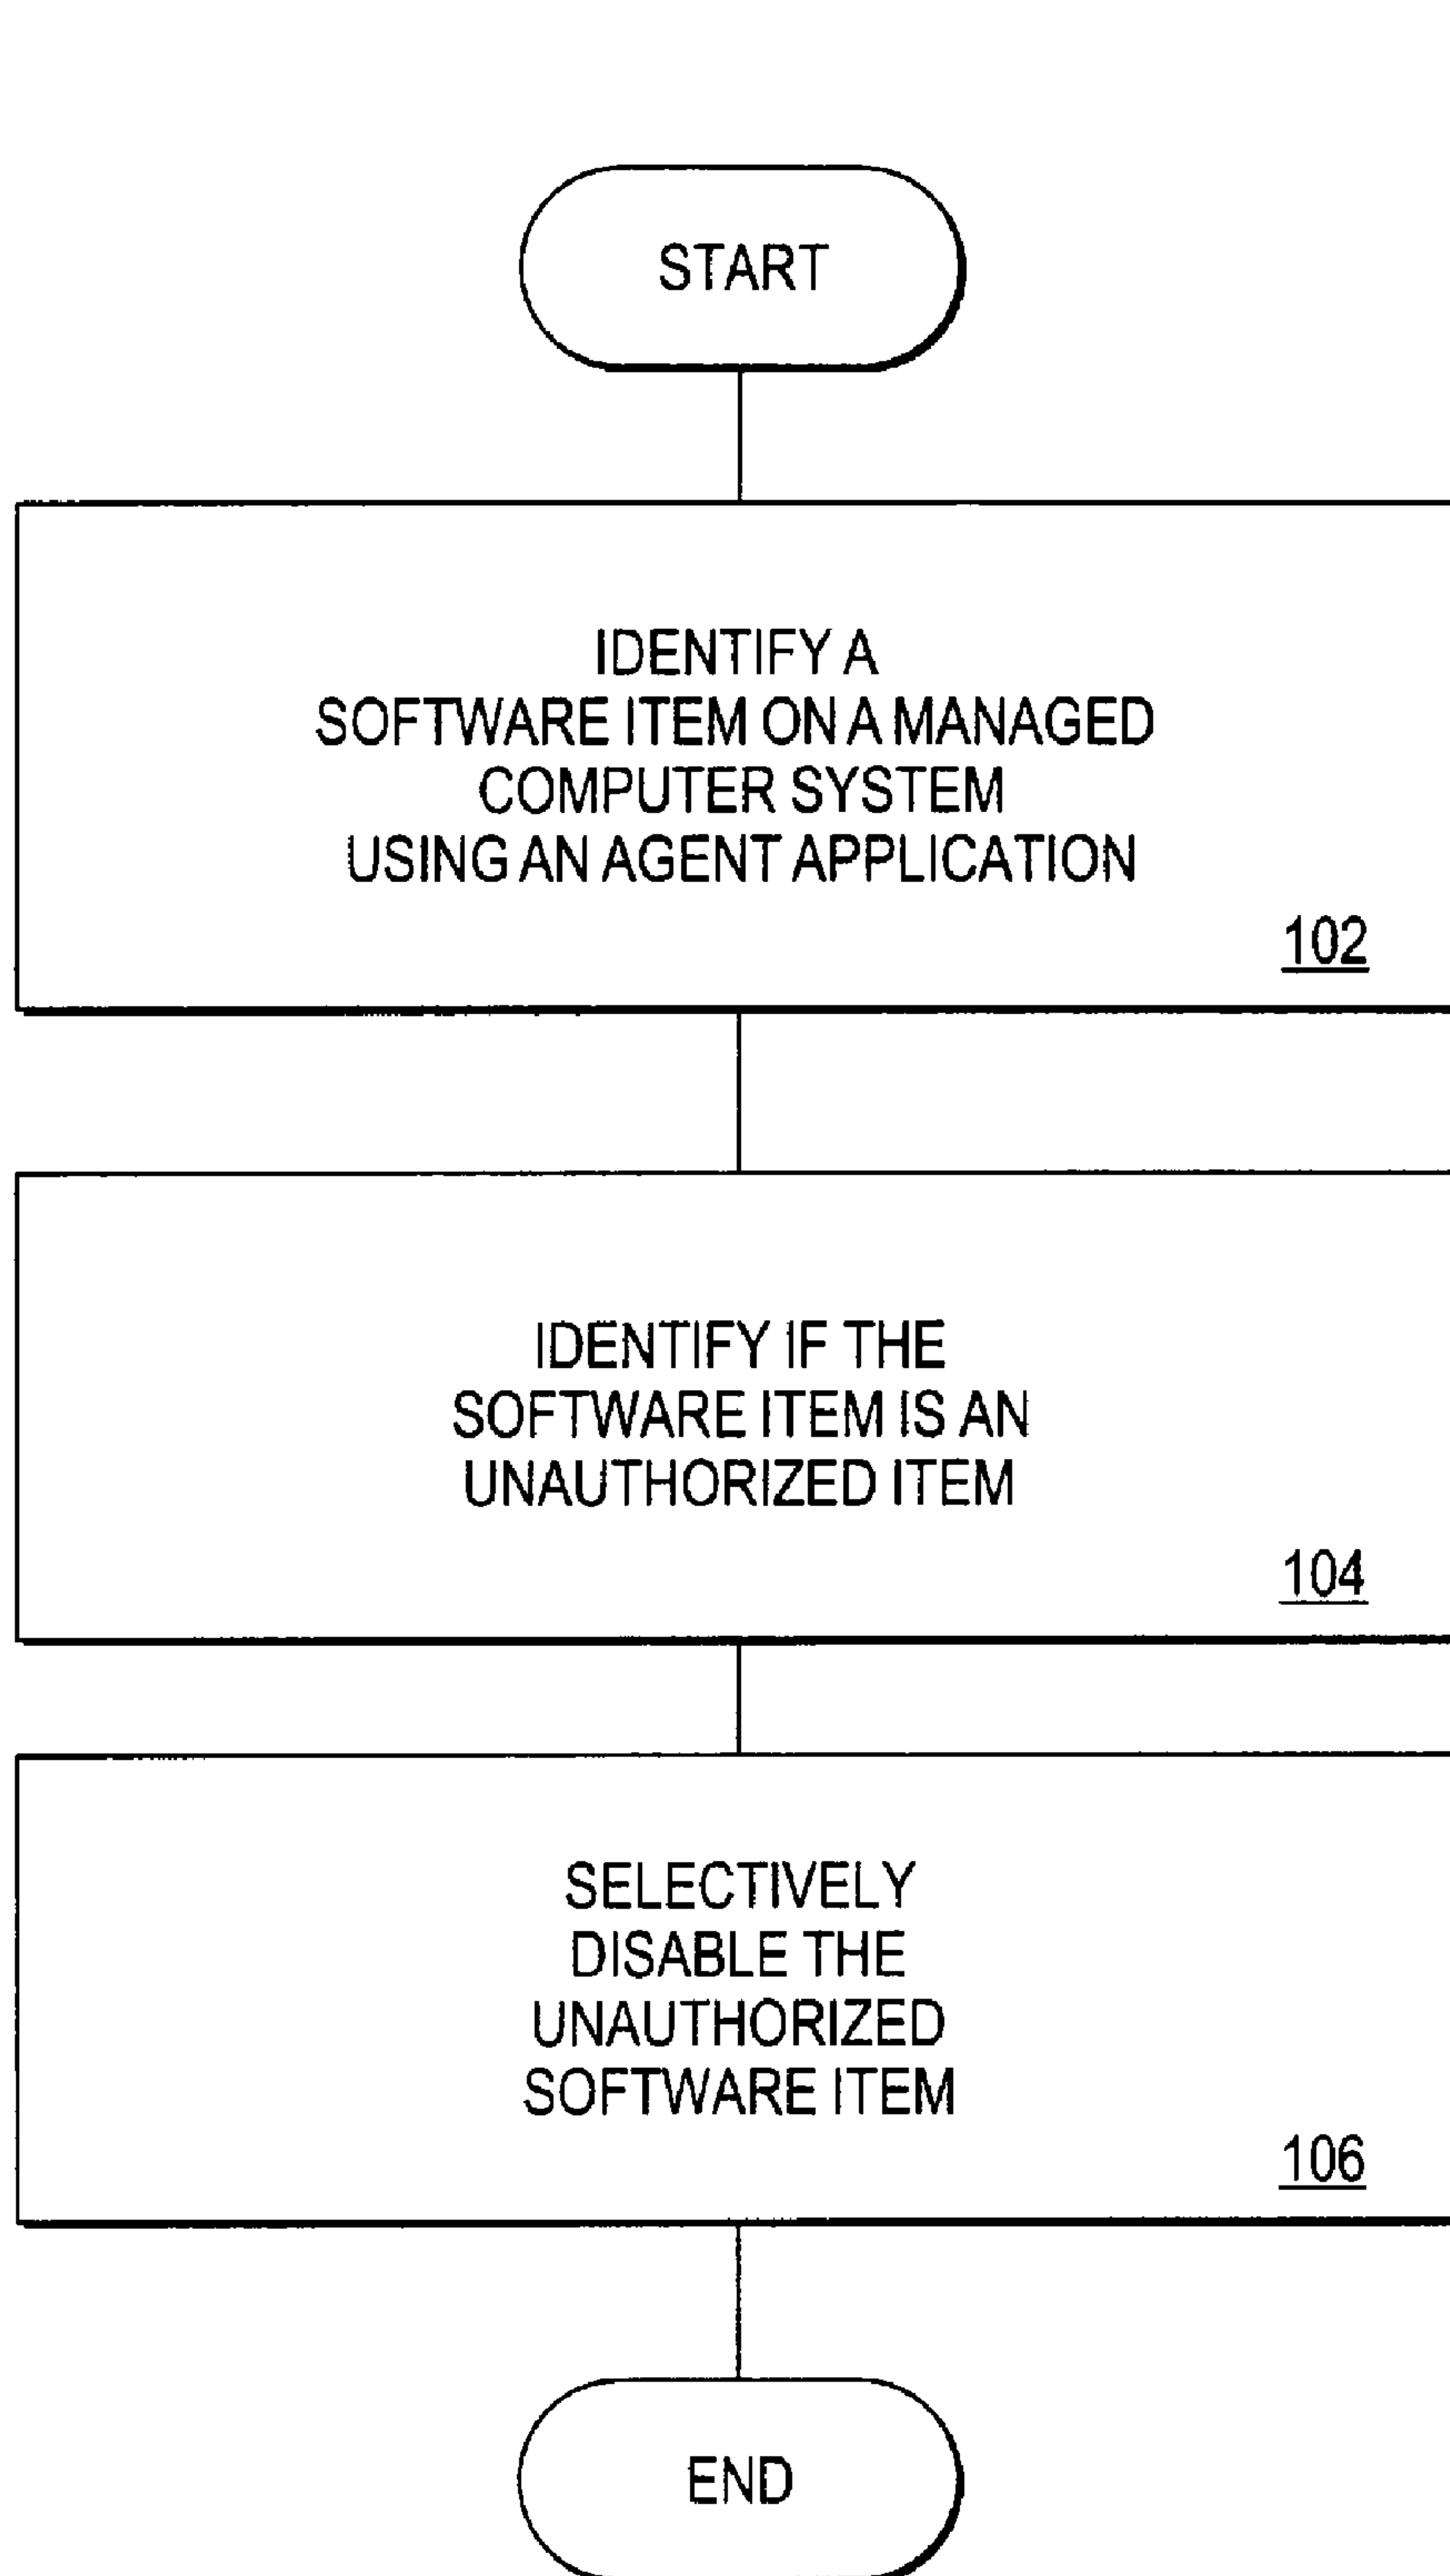 START
IDENTIFY A
SOFTWARE ITEM ON A MANAGED
COMPUTER SYSTEM
USING AN AGENT APPLICATION
102
IDENTIFY IF THE
SOFTWARE ITEM IS AN
UNAUTHORIZED ITEM
104
SELECTIVELY
DISABLE THE
UNAUTHORIZED
SOFTWARE ITEM
106
END